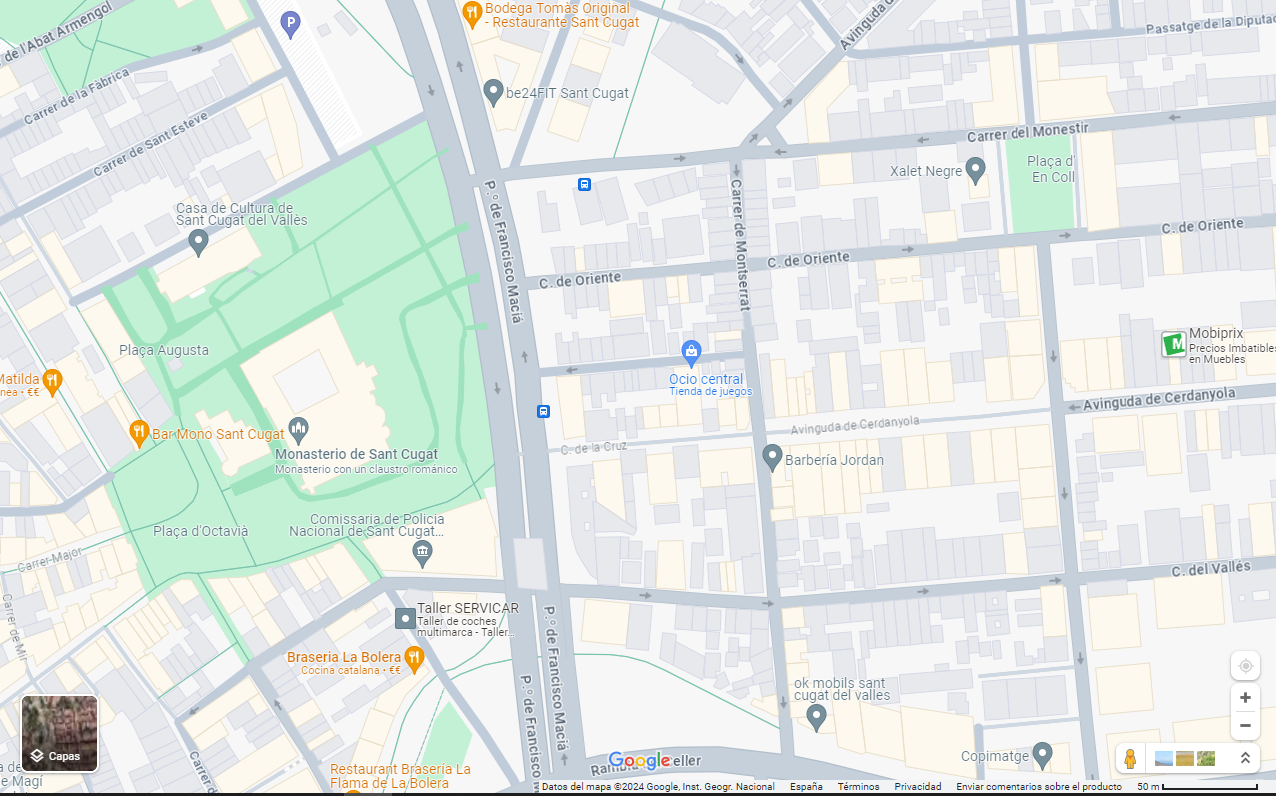 de l'Abat Armengol
P
Bodega Tomás Original
- Restaurante Sant Cugat
Avinguda de
Passatge de la Diputac
Carrer de la Fàbrica
be24FIT Sant Cugat
Carrer de Sant Esteve
Carrer del Monestir
Xalet Negre
Plaça d'
En Coll
P.º de Francisco Macià
Carrer de Montserrat
Casa de Cultura de
Sant Cugat del Vallès
C. de Oriente
C. de Oriente
C. de Oriente
Mobiprix
Precios Imbatibles
en Muebles
M
Plaça Augusta
Ocio central
Tienda de juegos
Matilda
nea • €€
Avinguda de Cerdanyola
Avinguda de Cerdanyola
Bar Mono Sant Cugat
C. de la Cruz
Monasterio de Sant Cugat
Monasterio con un claustro románico
Barbería Jordan
Plaça d'Octavià
Comissaria de Policia
Nacional de Sant Cugat...
Carrer Major
C. del Vallès
Carrer de Mir
Taller SERVICAR
Taller de coches
multimarca - Taller...
P.º de Francisco Macià
Braseria La Bolera
Cocina catalana • €€
P.º de Francisco M
ok mobils sant
cugat del valles
Capas
Carrer de
Copimatge
de
de Magí
Restaurant Braseria La
Flama de La Bolera
Google
Rambla
eller
Datos del mapa ©2024 Google, Inst. Geogr. Nacional
España
Términos
Privacidad
Enviar comentarios sobre el producto
50 m